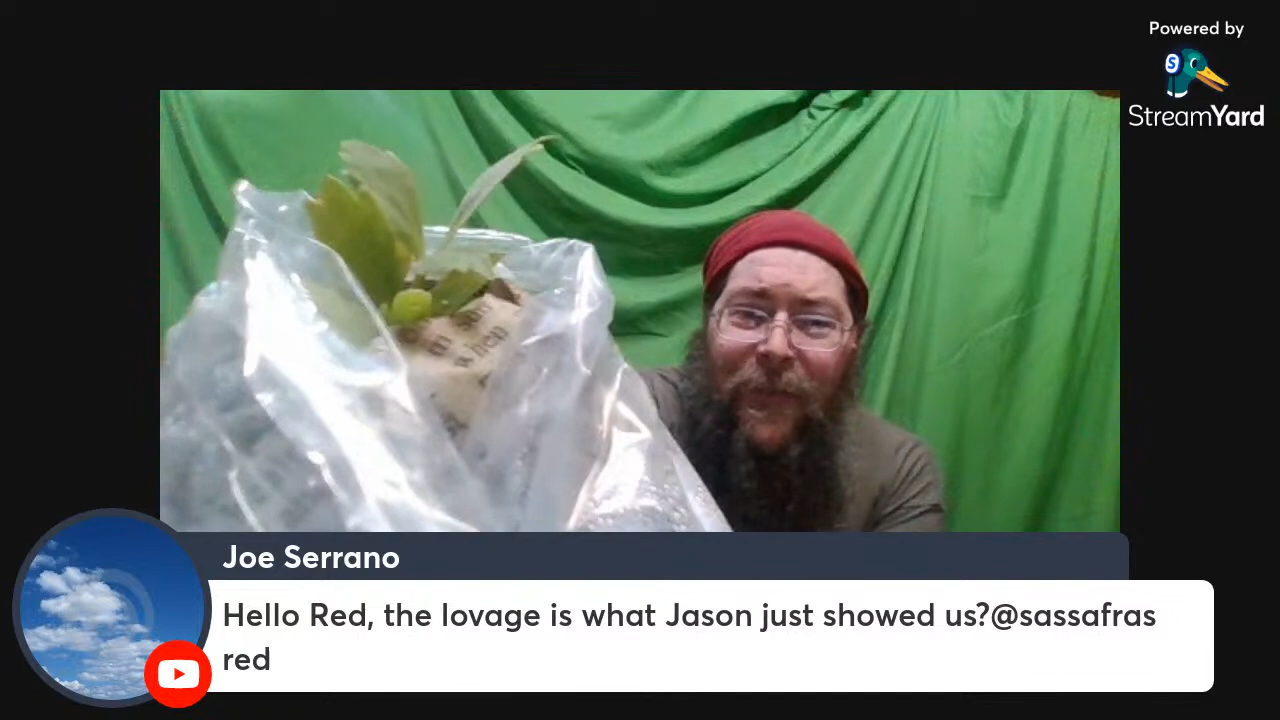 Powered by
S
StreamYard
Joe Serrano
Hello Red, the lovage is what Jason just showed us?@sassafras
red